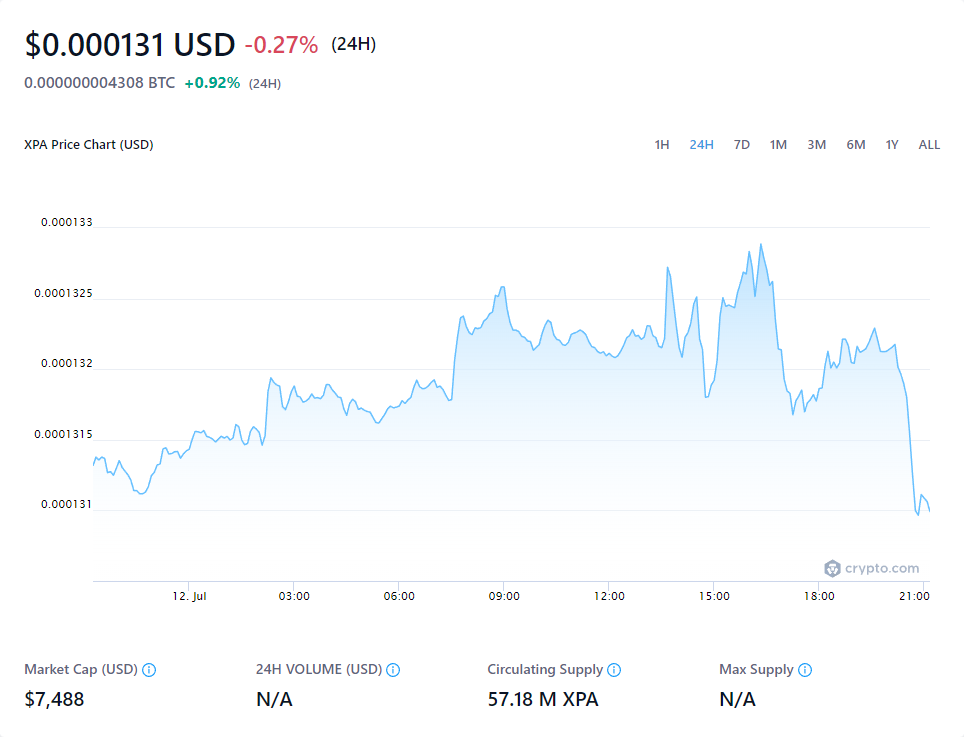 $0.000131 USD -0.27% (24H)
0.000000004308 BTC +0.92% (24H)
XPA Price Chart (USD) 1H 24H 7D 1M 3M 6M 1Y ALL
0.000133
0.0001325
0.000132
0.0001315
0.000131
crypto.com
12. Jul 03:00 06:00 09:00 12:00 15:00 18:00 21:00
Market Cap (USD) 24H VOLUME (USD) Circulating Supply Max Supply
$7,488 N/A 57.18 M XPA N/A